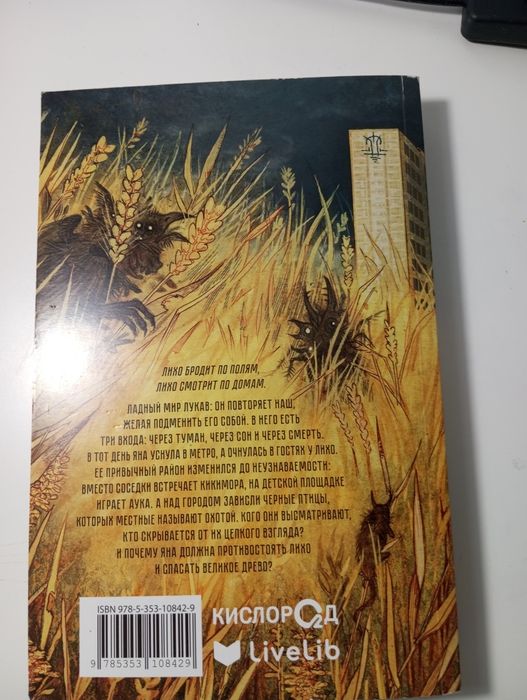 ЛИХО БРОДИТ ПО ПОЛЯМ,
ЛИХО СМОТРИТ ПО ДОМАМ.
ЛАДНЫЙ МИР ЛУКАВ: ОН ПОВТОРЯЕТ НАШ,
ЖЕЛАЯ ПОДМЕНИТЬ ЕГО СОБОЙ. В НЕГО ЕСТЬ
ТРИ ВХОДА: ЧЕРЕЗ ТУМАН, ЧЕРЕЗ СОН И ЧЕРЕЗ СМЕРТЬ.
В ТОТ ДЕНЬ ЯНА УСНУЛА В МЕТРО, А ОЧНУЛАСЬ В ГОСТЯХ У ЛИХО.
ЕЕ ПРИВЫЧНЫЙ РАЙОН ИЗМЕНИЛСЯ ДО НЕУЗНАВАЕМОСТИ:
ВМЕСТО СОСЕДКИ ВСТРЕЧАЕТ КИКИМОРА, НА ДЕТСКОЙ ПЛОЩАДКЕ
ИГРАЕТ АУКА. А НАД ГОРОДОМ ЗАВИСЛИ ЧЕРНЫЕ ПТИЦЫ,
КОТОРЫЙ МЕСТНЫЕ НАЗЫВАЮТ ОХОТОЙ. КОГО ОНИ ВЫСМАТРИВАЮТ,
КТО СКРЫВАЕТСЯ ОТ ИХ ЦЕПКОГО ВЗГЛЯДА?
И ПОЧЕМУ ЯНА ДОЛЖНА ПРОТИВОСТОЯТЬ ЛИХО
И СПАСАТЬ ВЕЛИКОЕ ДРЕВО?
ISBN 978-5-353-10842-9
9 785353 108429
КИСЛОРО2Д
LiveLib